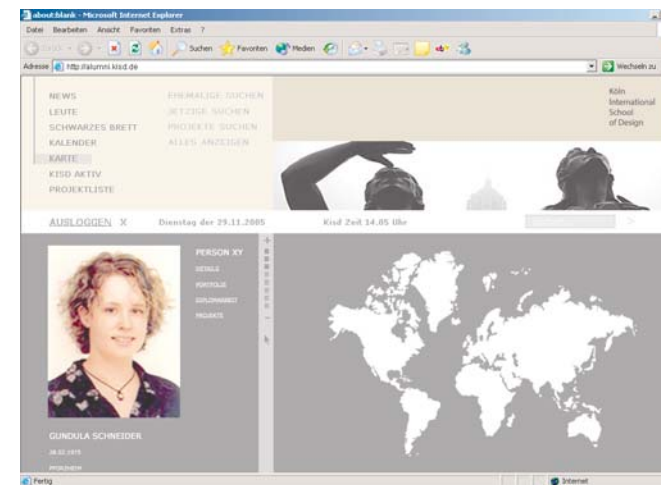 about:blank - Microsoft Internet Explorer
Datei Bearbeiten Ansicht Favoriten Extras ?
Suchen Favoriten Medien
Adresse http://alumni.kisd.de Wechseln zu
NEWS
LEUTE
SCHWARZES BRETT
KALENDER
KARTE
KISD AKTIV
PROJEKTLISTE
EHEMALIGE SUCHEN
JETZIGE SUCHEN
PROJEKTE SUCHEN
ALLES ANZEIGEN
Köln
International
School
of Design
AUSLOGGEN X Dienstag der 29.11.2005 Kisd Zeit 14.05 Uhr >
PERSON XY
DETAILS
PORTFOLIO
DIPLOMARBEIT
PROJEKTE
GUNDULA SCHNEIDER
PFORZHEIM
Fertig Internet